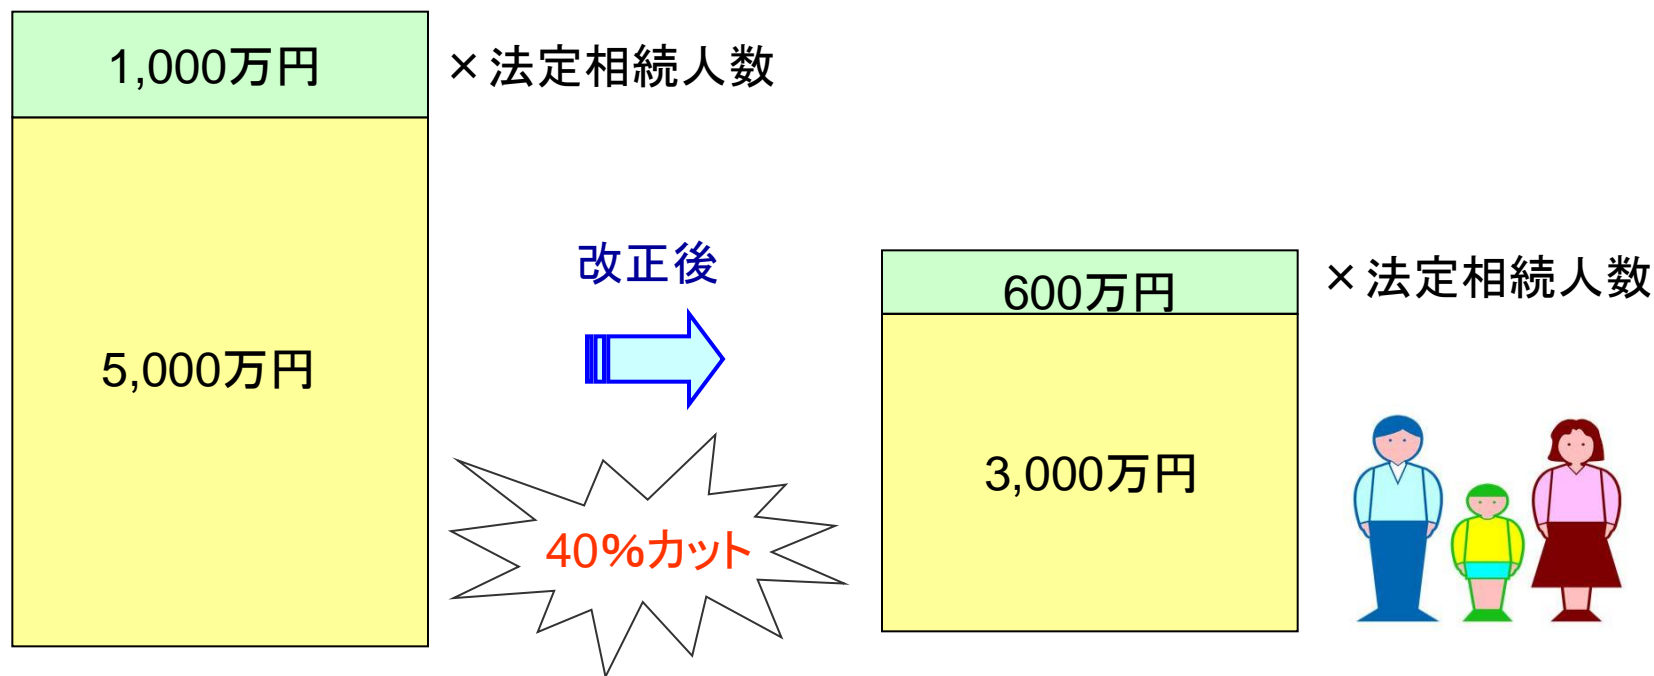 1,000万円
×法定相続人数
5,000万円
改正後
40%カット
600万円
×法定相続人数
3,000万円